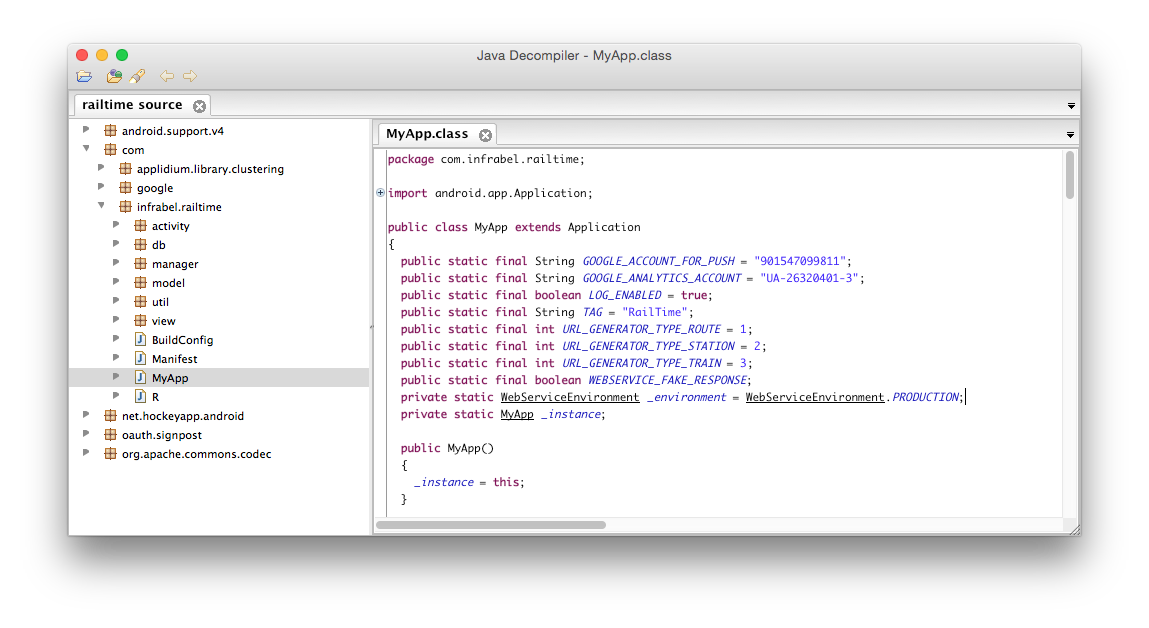 Java Decompiler - MyApp.class
railtime source
android.support.v4
com
applidium.library.clustering
google
infrabel.railtime
activity
db
manager
model
util
view
BuildConfig
Manifest
MyApp
R
net.hockeyapp.android
oauth.signpost
org.apache.commons.codec
MyApp.class
package com.infrabel.railtime;
import android.app.Application;
public class MyApp extends Application
{
public static final String GOOGLE_ACCOUNT_FOR_PUSH = "901547099811";
public static final String GOOGLE_ANALYTICS_ACCOUNT = "UA-26320401-3";
public static final boolean LOG_ENABLED = true;
public static final String TAG = "RailTime";
public static final int URL_GENERATOR_TYPE_ROUTE = 1;
public static final int URL_GENERATOR_TYPE_STATION = 2;
public static final int URL_GENERATOR_TYPE_TRAIN = 3;
public static final boolean WEBSERVICE_FAKE_RESPONSE;
private static WebServiceEnvironment _environment = WebServiceEnvironment.PRODUCTION;
private static MyApp _instance;
public MyApp()
{
_instance = this;
}